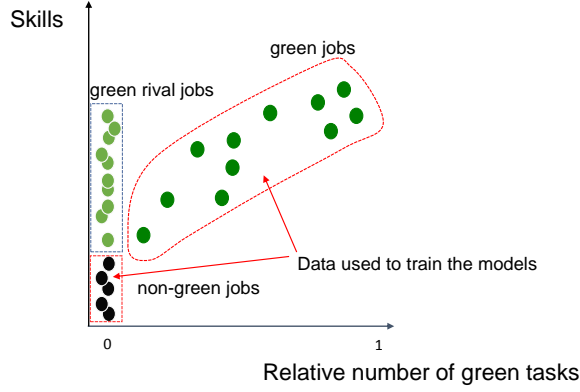 Skills
green jobs
green rival jobs
Data used to train the models
non-green jobs
0
1
Relative number of green tasks